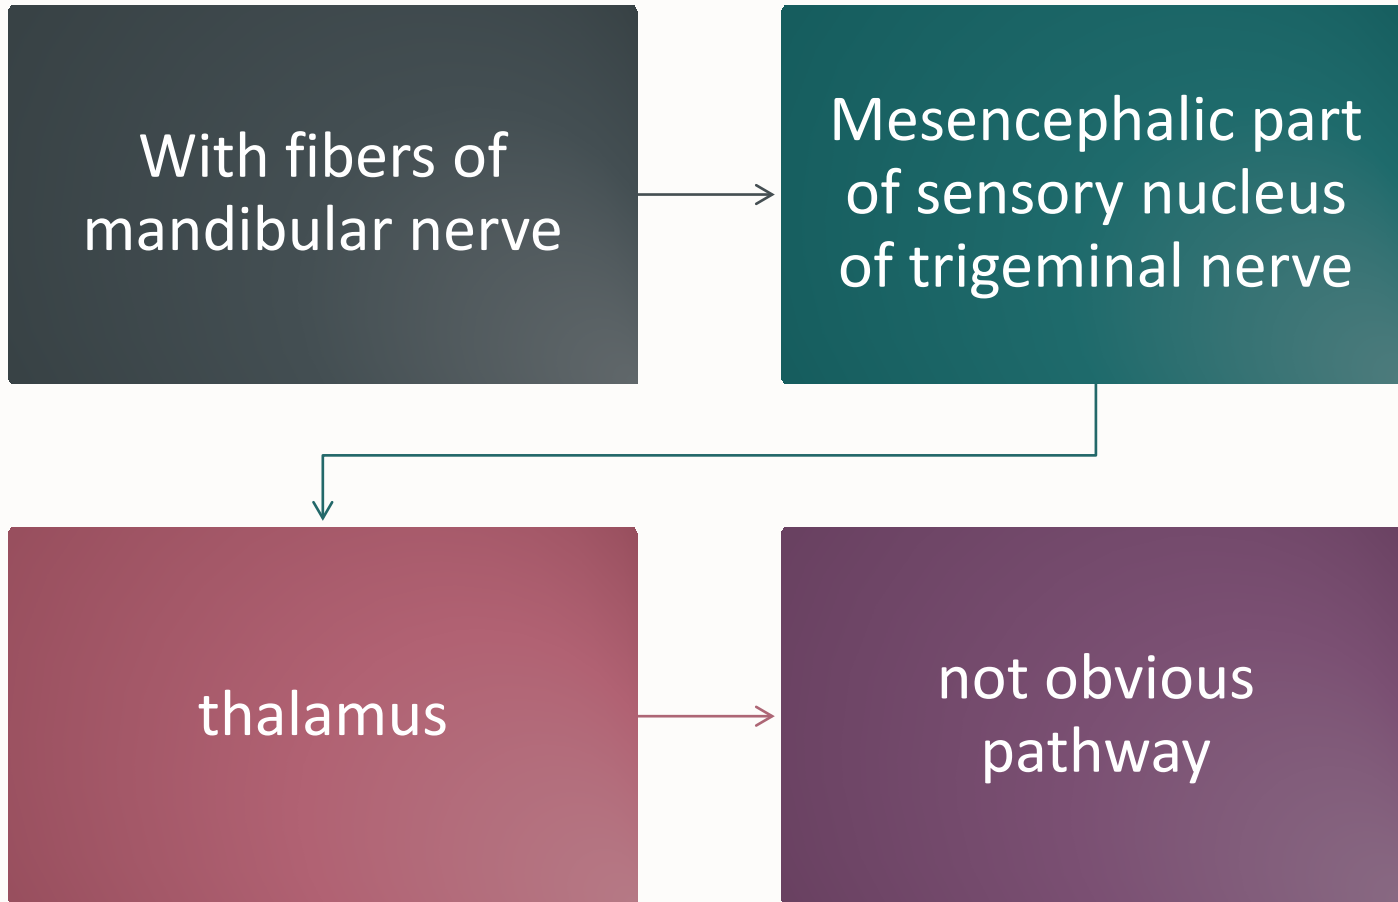 With fibers of
mandibular nerve
Mesencephalic part
of sensory nucleus
of trigeminal nerve
thalamus
not obvious
pathway